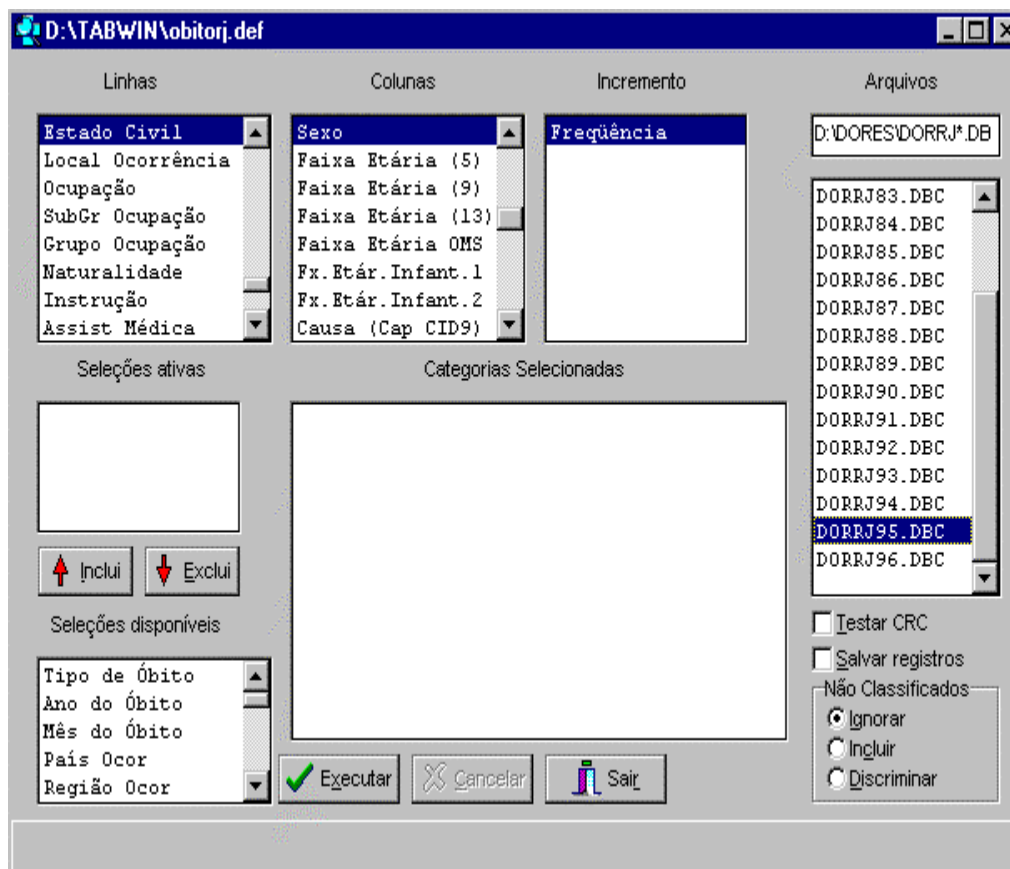 D:\TABWIN\obitorj.def
Linhas
Colunas
Incremento
Arquivos
Estado Civil
Local Ocorrência
Ocupação
SubGr Ocupação
Grupo Ocupação
Naturalidade
Instrução
Assist Médica
Sexo
Faixa Etária (5)
Faixa Etária (9)
Faixa Etária (13)
Faixa Etária OMS
Fx.Etár.Infant.1
Fx.Etár.Infant.2
Causa (Cap CID9)
Freqüência
D:\DORES\DORRJ*.DB
DORRJ83.DBC
DORRJ84.DBC
DORRJ85.DBC
DORRJ86.DBC
DORRJ87.DBC
DORRJ88.DBC
DORRJ89.DBC
DORRJ90.DBC
DORRJ91.DBC
DORRJ92.DBC
DORRJ93.DBC
DORRJ94.DBC
DORRJ95.DBC
DORRJ96.DBC
Seleções ativas
Categorias Selecionadas
Inclui
Exclui
Seleções disponíveis
Tipo de Óbito
Ano do Óbito
Mês do Óbito
País Ocor
Região Ocor
Testar CRC
Salvar registros
Não Classificados
Ignorar
Incluir
Discriminar
Executar
Cancelar
Sair